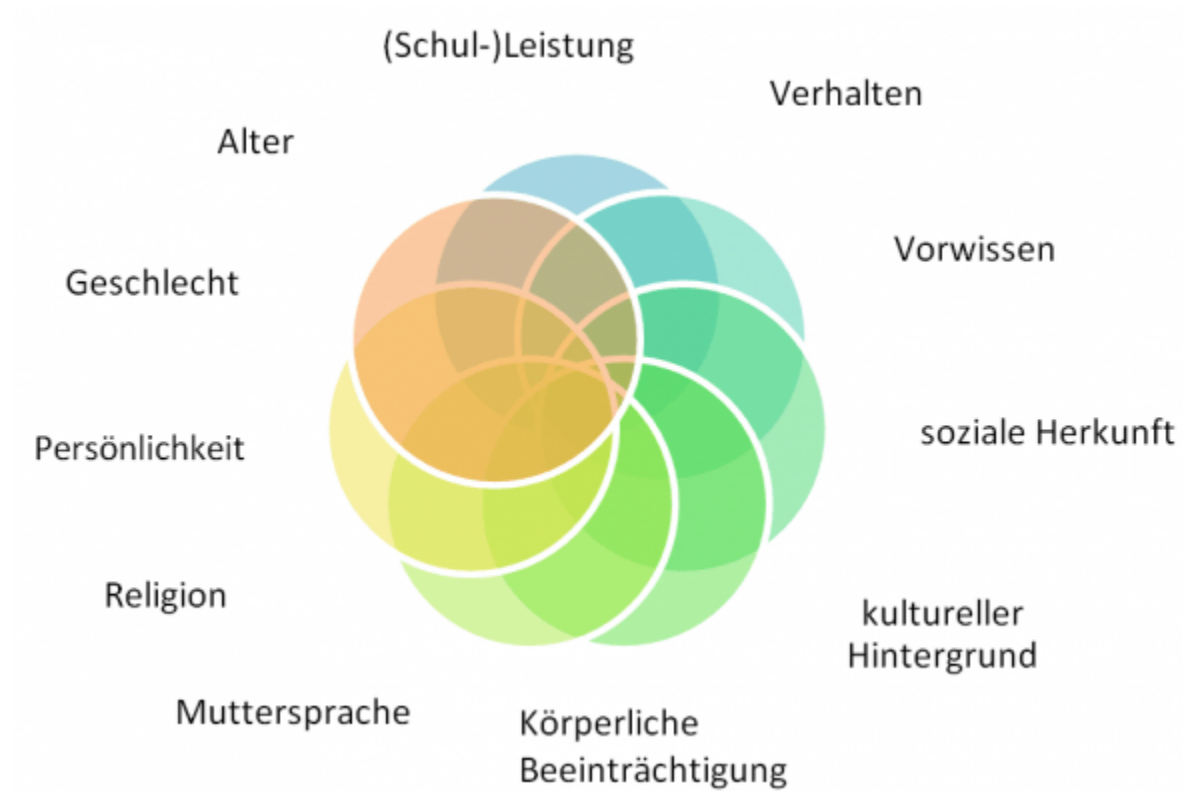 (Schul-)Leistung
Verhalten
Alter
Vorwissen
Geschlecht
soziale Herkunft
Persönlichkeit
Religion
kultureller
Hintergrund
Muttersprache
Körperliche
Beeinträchtigung